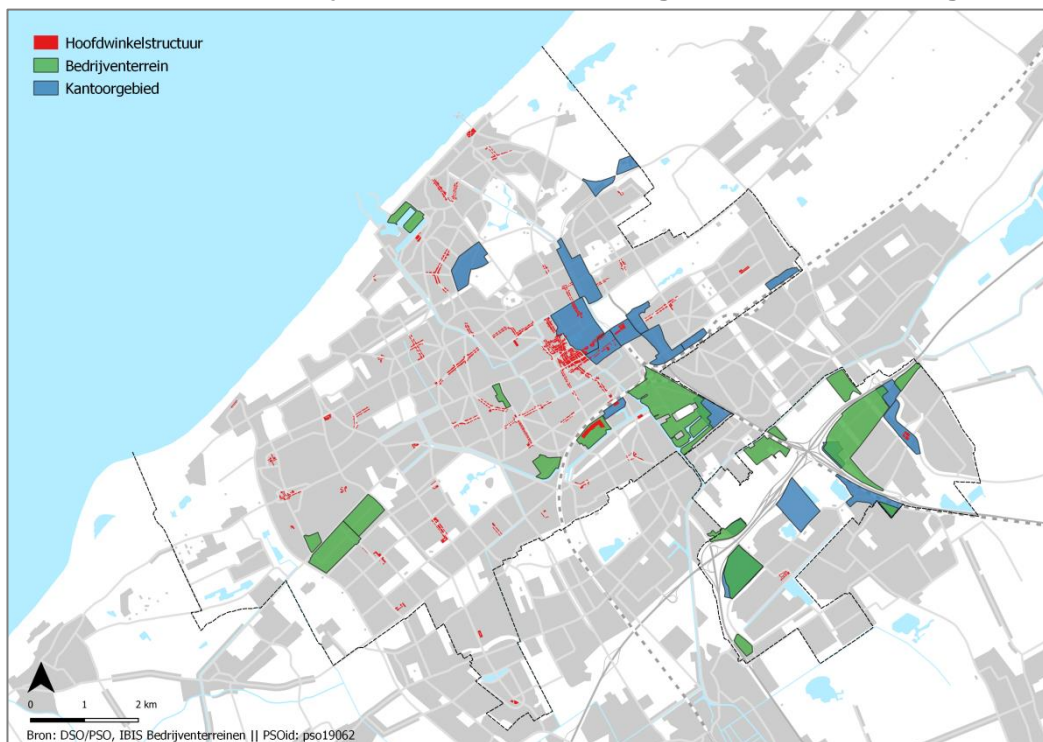 Hoofdwinkelstructuur
Bedrijventerrein
Kantoorgebied
0 1 2 km
Bron: DSO/PSO, IBIS Bedrijventerreinen || PSOid: pso19062